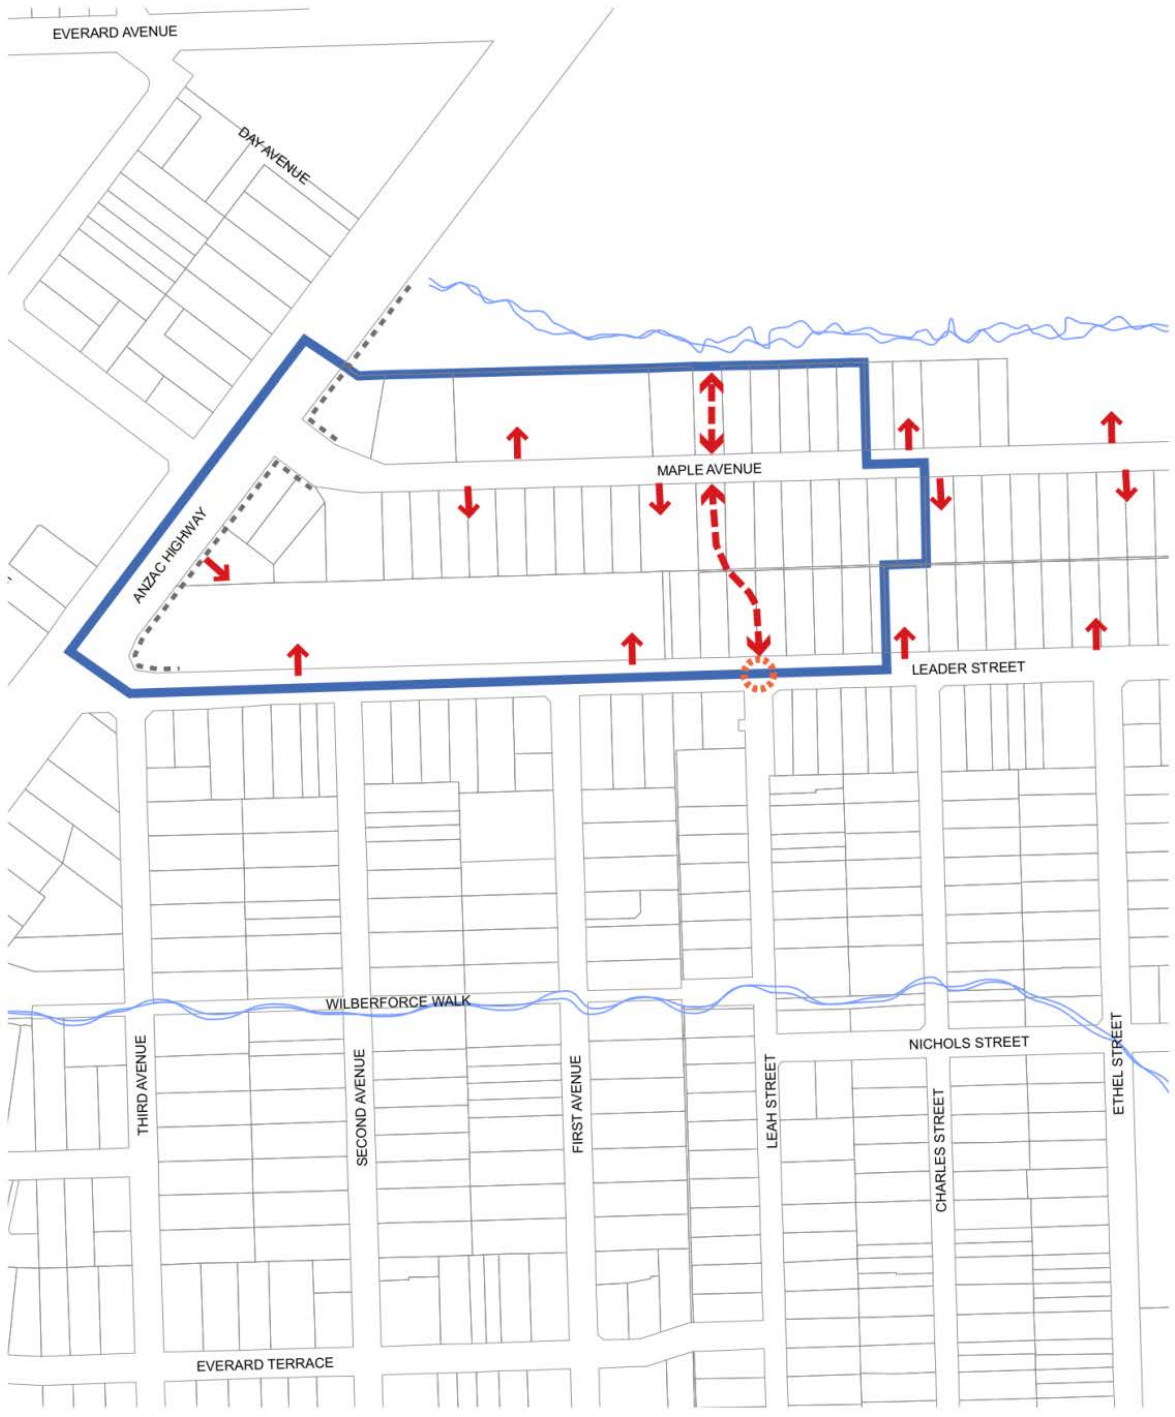 EVERARD AVENUE
DAY AVENUE
MAPLE AVENUE
ANZAC HIGHWAY
LEADER STREET
WILBERFORCE WALK
NICHOLS STREET
THIRD AVENUE
SECOND AVENUE
FIRST AVENUE
LEAH STREET
CHARLES STREET
ETHEL STREET
EVERARD TERRACE